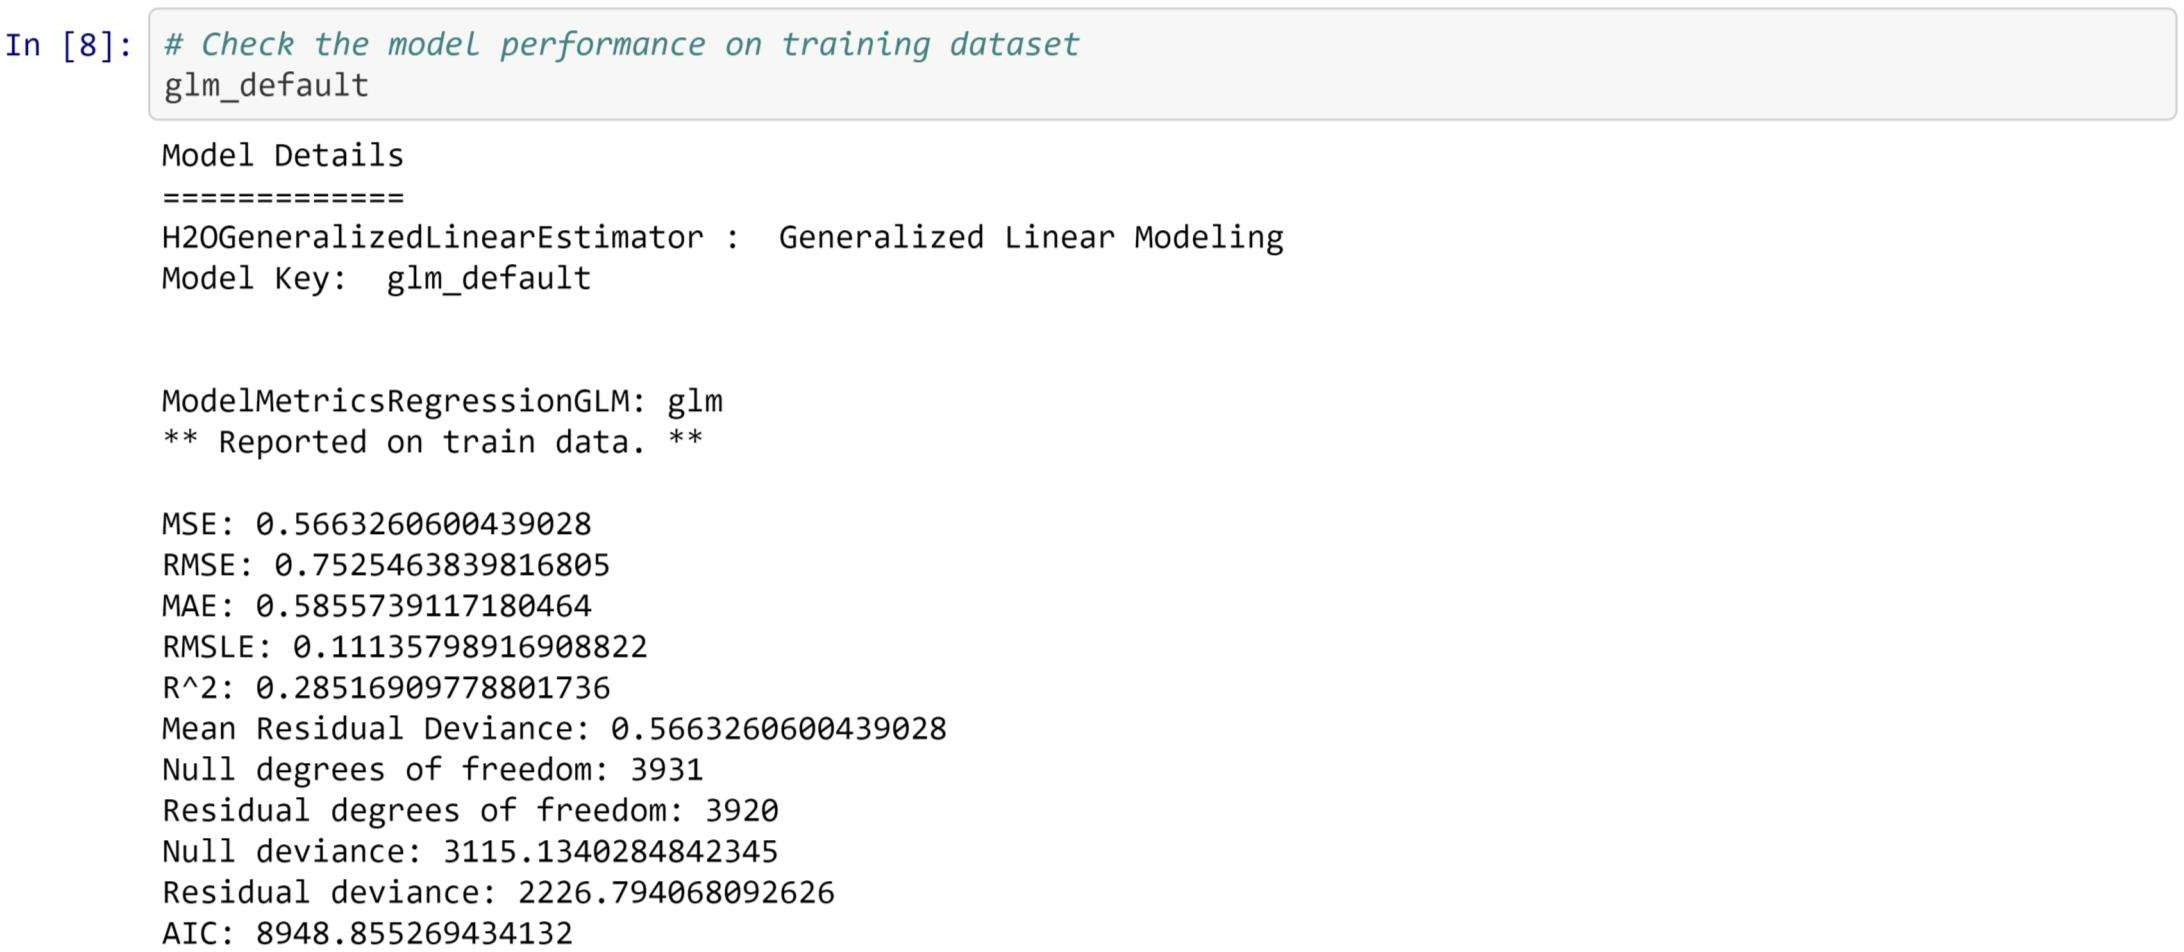 In [8]: # Check the model performance on training dataset
glm_default
Model Details
=============
H2OGeneralizedLinearEstimator :  Generalized Linear Modeling
Model Key:  glm_default
ModelMetricsRegressionGLM: glm
** Reported on train data. **
MSE: 0.5663260600439028
RMSE: 0.7525463839816805
MAE: 0.5855739117180464
RMSLE: 0.11135798916908822
R^2: 0.28516909778801736
Mean Residual Deviance: 0.5663260600439028
Null degrees of freedom: 3931
Residual degrees of freedom: 3920
Null deviance: 3115.1340284842345
Residual deviance: 2226.794068092626
AIC: 8948.855269434132